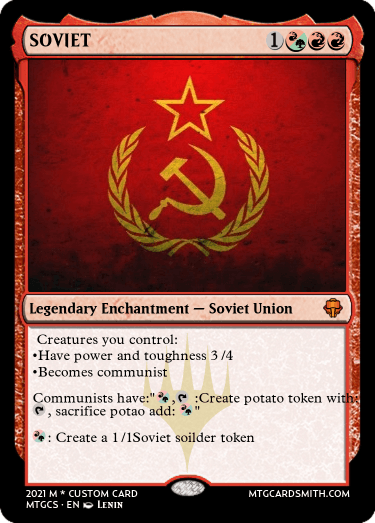 SOVIET 1
Legendary Enchantment — Soviet Union
Creatures you control:
•Have power and toughness 3/4
•Becomes communist
Communists have:" , :Create potato token with:
, sacrifice potao add: "
: Create a 1/1Soviet soilder token
2021 M * CUSTOM CARD
MTGCS · EN LENIN
MTGCARDSMITH.COM